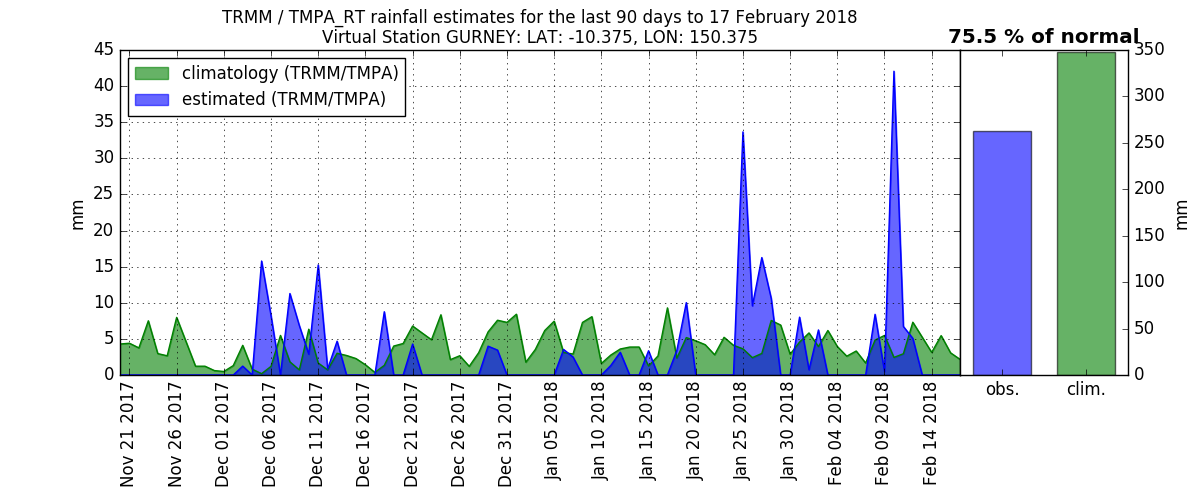 TRMM / TMPA_RT rainfall estimates for the last 90 days to 17 February 2018
Virtual Station GURNEY: LAT: -10.375, LON: 150.375
75.5 % of normal
climatology (TRMM/TMPA)
estimated (TRMM/TMPA)
mm
45
40
35
30
25
20
15
10
5
0
Nov 21 2017
Nov 26 2017
Dec 01 2017
Dec 06 2017
Dec 11 2017
Dec 16 2017
Dec 21 2017
Dec 26 2017
Dec 31 2017
Jan 05 2018
Jan 10 2018
Jan 15 2018
Jan 20 2018
Jan 25 2018
Jan 30 2018
Feb 04 2018
Feb 09 2018
Feb 14 2018
obs.
clim.
350
300
250
200
150
100
50
0
mm